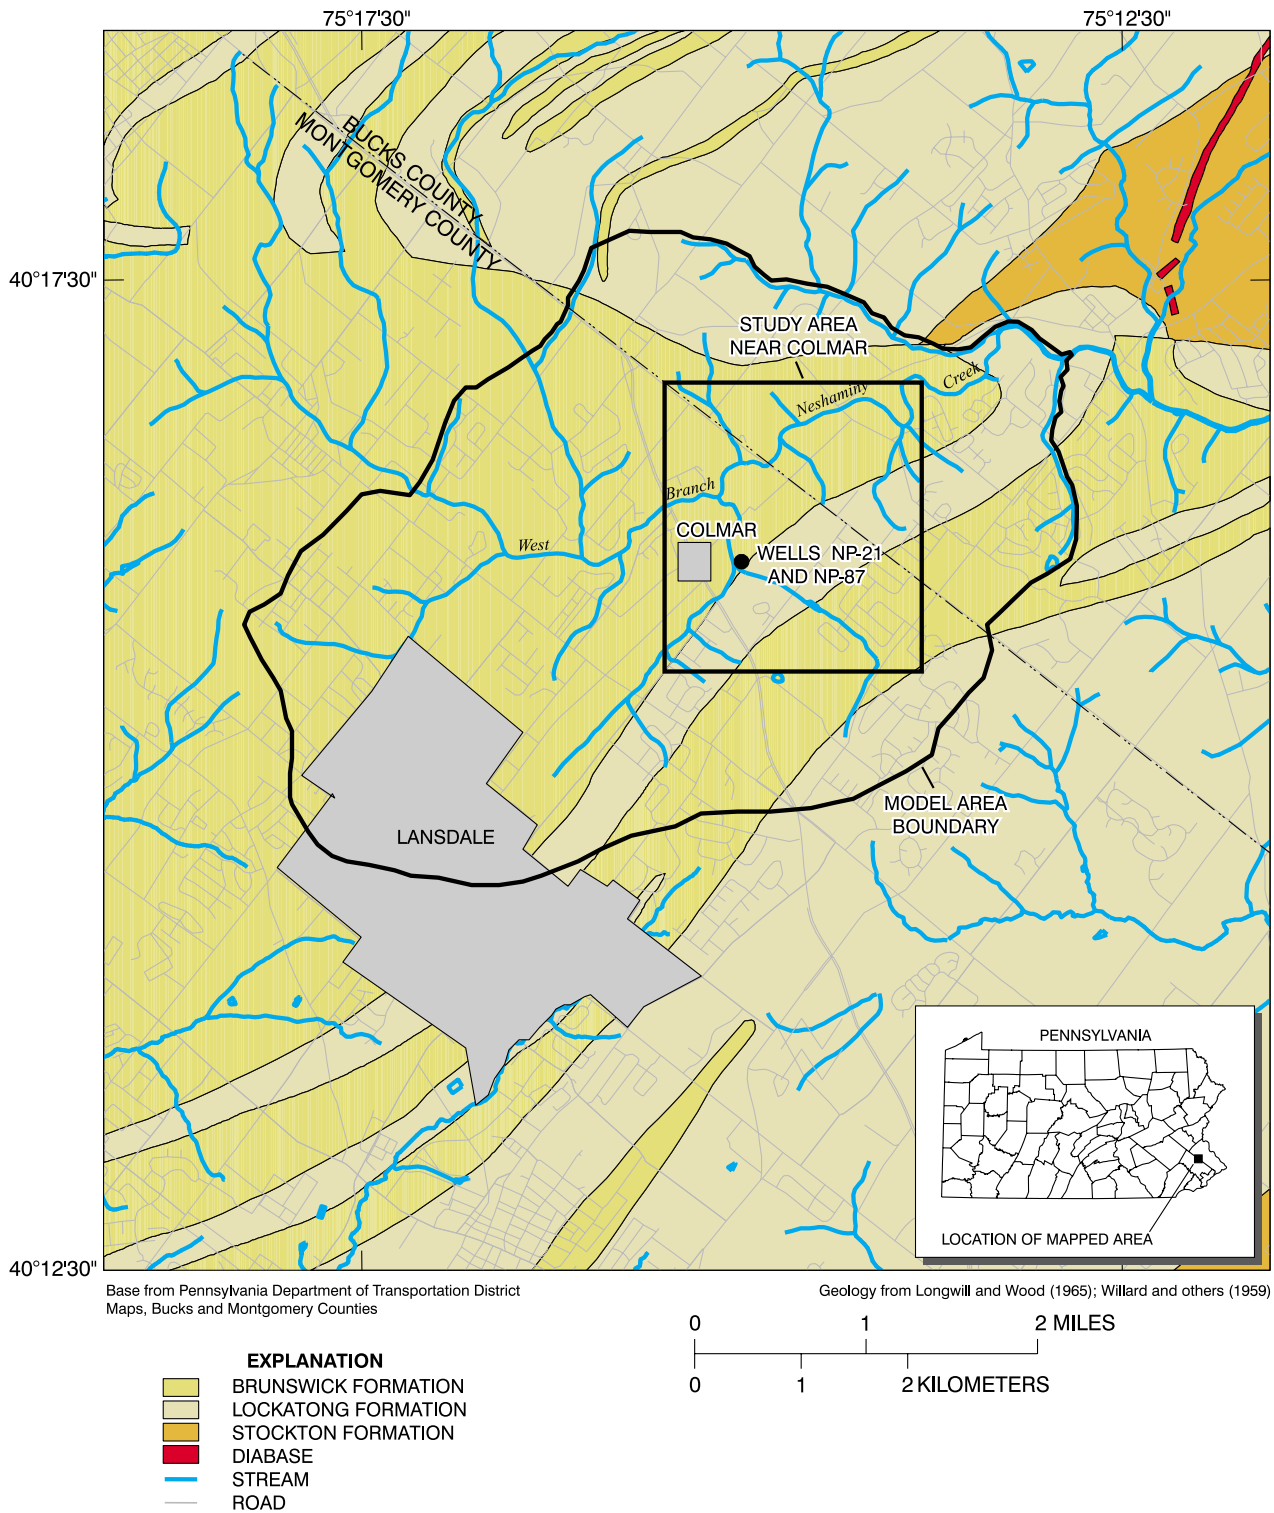 75°17'30"
75°12'30"
BUCKS COUNTY
MONTGOMERY COUNTY
40°17'30"
STUDY AREA
NEAR COLMAR
Creek
Neshaminy
Branch
West
COLMAR
WELLS NP-21
AND NP-87
MODEL AREA
BOUNDARY
LANSDALE
PENNSYLVANIA
LOCATION OF MAPPED AREA
40°12'30"
Base from Pennsylvania Department of Transportation District
Maps, Bucks and Montgomery Counties
Geology from Longwill and Wood (1965); Willard and others (1959)
0 1 2 MILES
0 1 2 KILOMETERS
EXPLANATION
BRUNSWICK FORMATION
LOCKATONG FORMATION
STOCKTON FORMATION
DIABASE
STREAM
ROAD